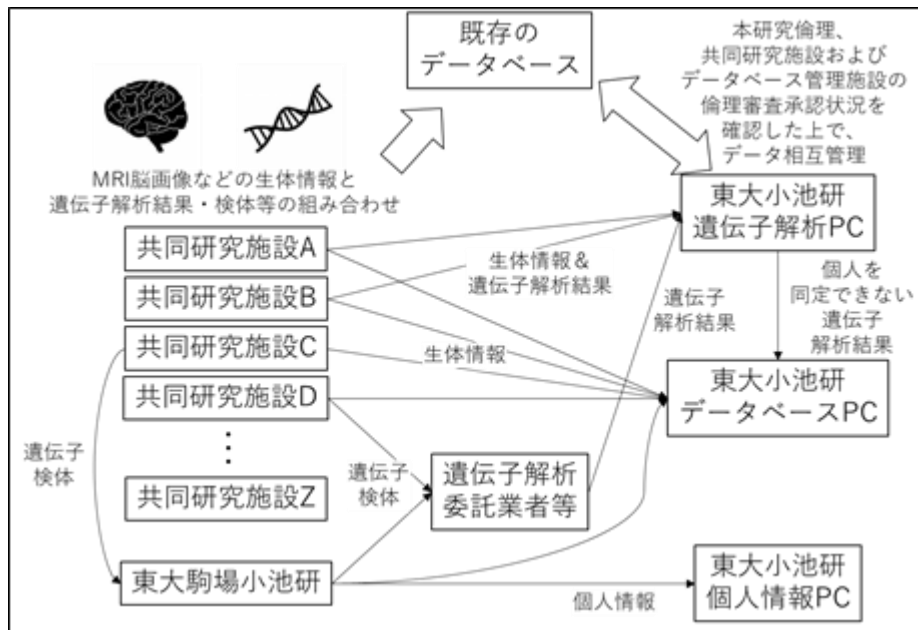 既存の
データベース
本研究倫理、
共同研究施設および
データベース管理施設の
倫理審査承認状況を
確認した上で、
データ相互管理
MRI脳画像などの生体情報と
遺伝子解析結果・検体等の組み合わせ
東大小池研
遺伝子解析PC
共同研究施設A
共同研究施設B
共同研究施設C
共同研究施設D
⋮
共同研究施設Z
東大駒場小池研
生体情報&
遺伝子解析結果
生体情報
遺伝子
解析結果
個人を
同定できない
遺伝子
解析結果
東大小池研
データベースPC
遺伝子
検体
遺伝子
検体
遺伝子解析
委託業者等
個人情報
東大小池研
個人情報PC